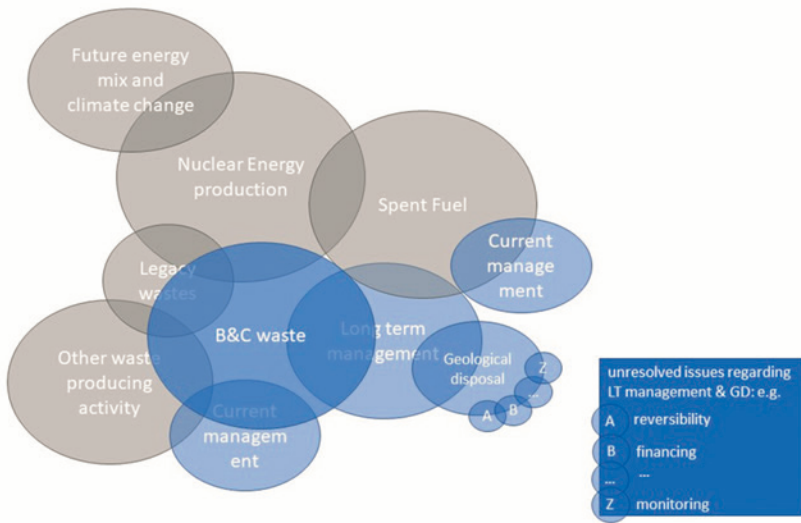 Future energy
mix and
climate change
Nuclear Energy
production
Spent Fuel
Current
manage
ment
Legacy
wastes
B&C waste
Long term
management
Geological
disposal
Z
...
B
A
Other waste
producing
activity
Current
managem
ent
unresolved issues regarding
LT management & GD: e.g.
A reversibility
B financing
... ...
Z monitoring